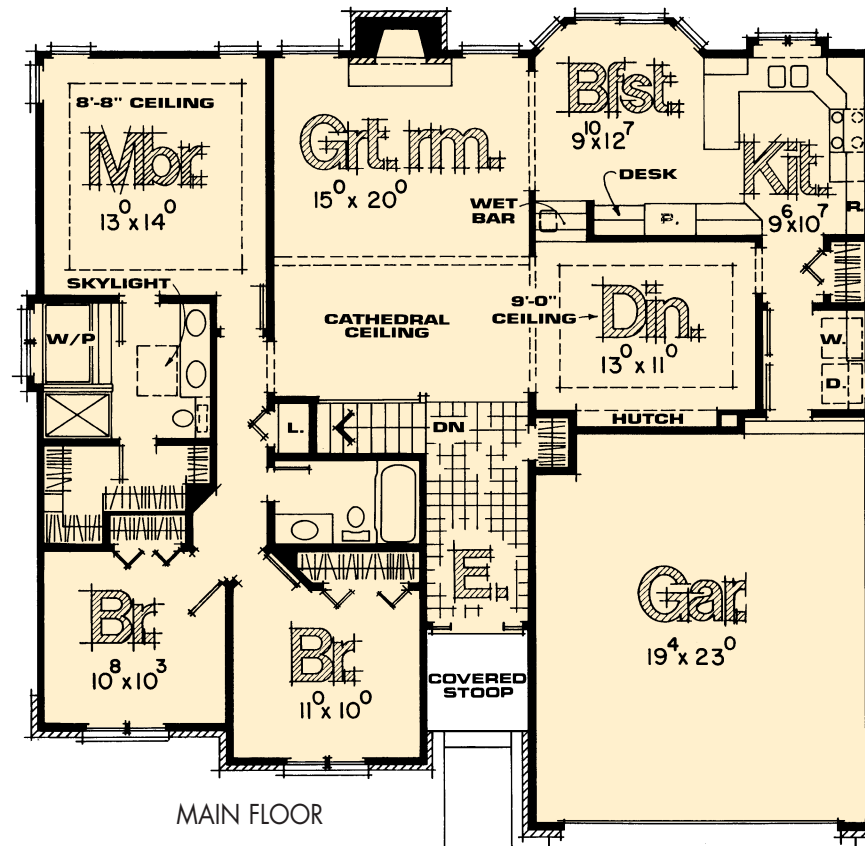 8'-8" CEILING
Mbr.
13⁰ x 14⁰
Grt. rm.
15⁰ x 20⁰
Bfst.
9¹⁰ x 12⁷
Kit.
9⁶ x 10⁷
R.
DESK
WET
BAR
P.
SKYLIGHT
W/P
CATHEDRAL
CEILING
9'-0"
CEILING
Dn.
13⁰ x 11⁰
W.
D.
HUTCH
L.
DN
E.
Br.
10⁸ x 10³
Br.
11⁰ x 10⁰
COVERED
STOOP
Gar.
19⁴ x 23⁰
MAIN FLOOR